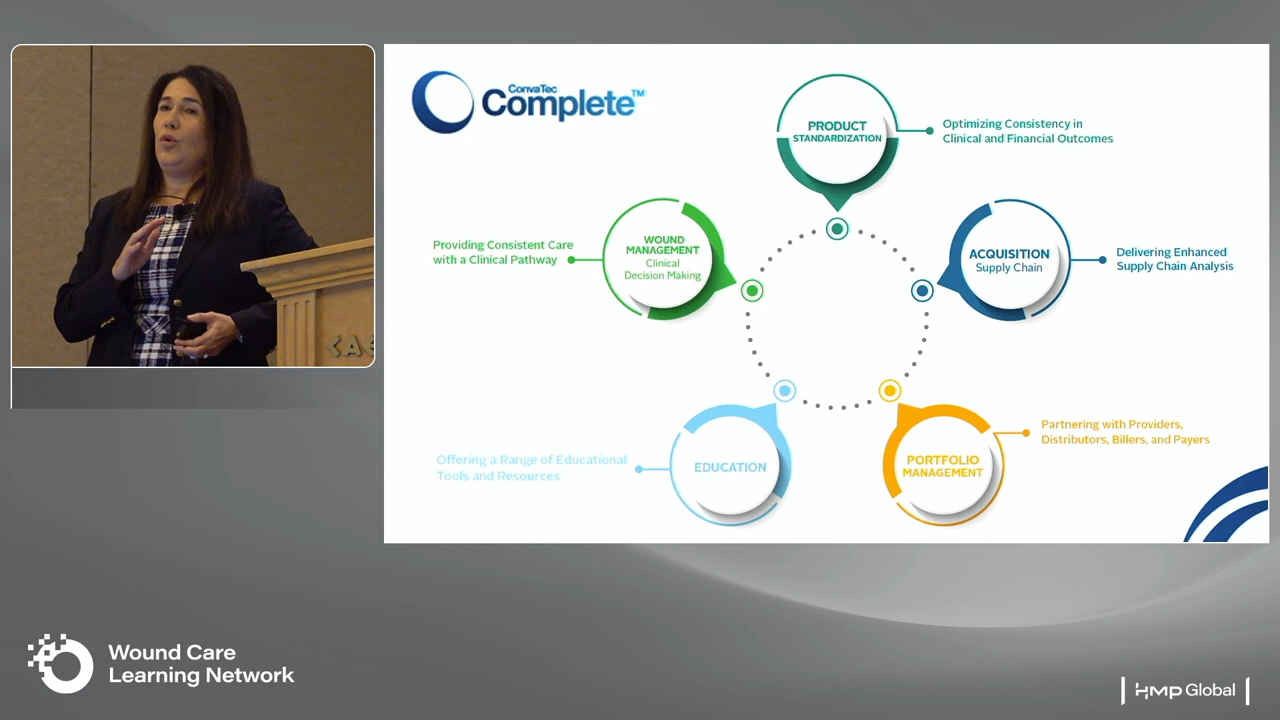 ConvaTec
Complete™
PRODUCT
STANDARDIZATION
Optimizing Consistency in
Clinical and Financial Outcomes
WOUND
MANAGEMENT
Clinical
Decision Making
Providing Consistent Care
with a Clinical Pathway
ACQUISITION
Supply Chain
Delivering Enhanced
Supply Chain Analysis
EDUCATION
Offering a Range of Educational
Tools and Resources
PORTFOLIO
MANAGEMENT
Partnering with Providers,
Distributors, Billers, and Payers
Wound Care
Learning Network
HMP Global